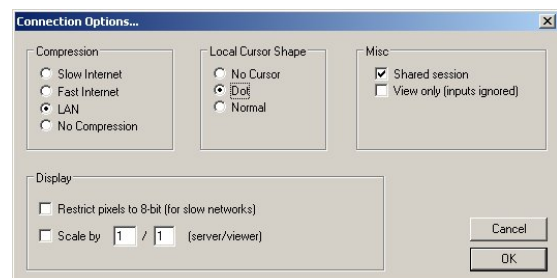 Connection Options...
Compression
Slow Internet
Fast Internet
LAN
No Compression
Local Cursor Shape
No Cursor
Dot
Normal
Misc
Shared session
View only (inputs ignored)
Display
Restrict pixels to 8-bit (for slow networks)
Scale by 1 / 1 (server/viewer)
Cancel
OK